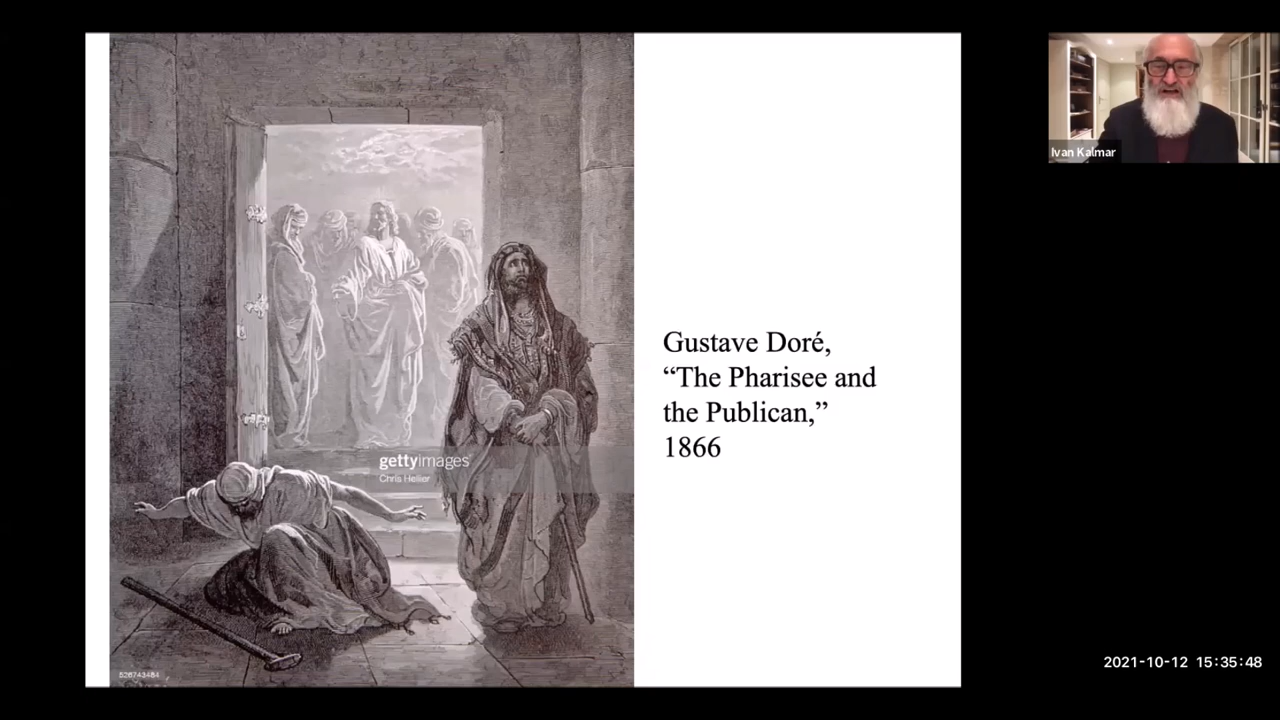 Ivan Kalmar
Gustave Doré,
“The Pharisee and
the Publican,”
1866
gettyimages®
Chris Hellier
526743484
2021-10-12 15:35:48